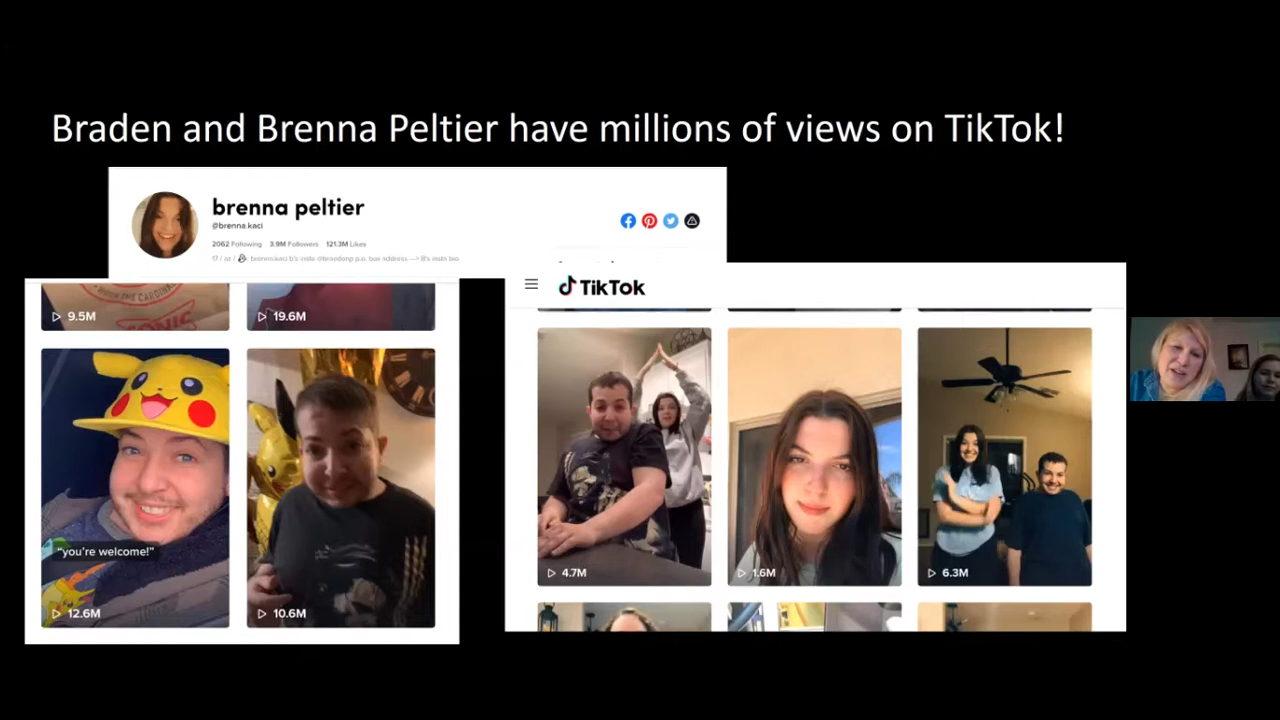 Braden and Brenna Peltier have millions of views on TikTok!
brenna peltier
@brenna.kaci
2062 Following 3.9M Followers 121.3M Likes
TikTok
9.5M
19.6M
"you're welcome!"
12.6M
10.6M
4.7M
1.6M
6.3M